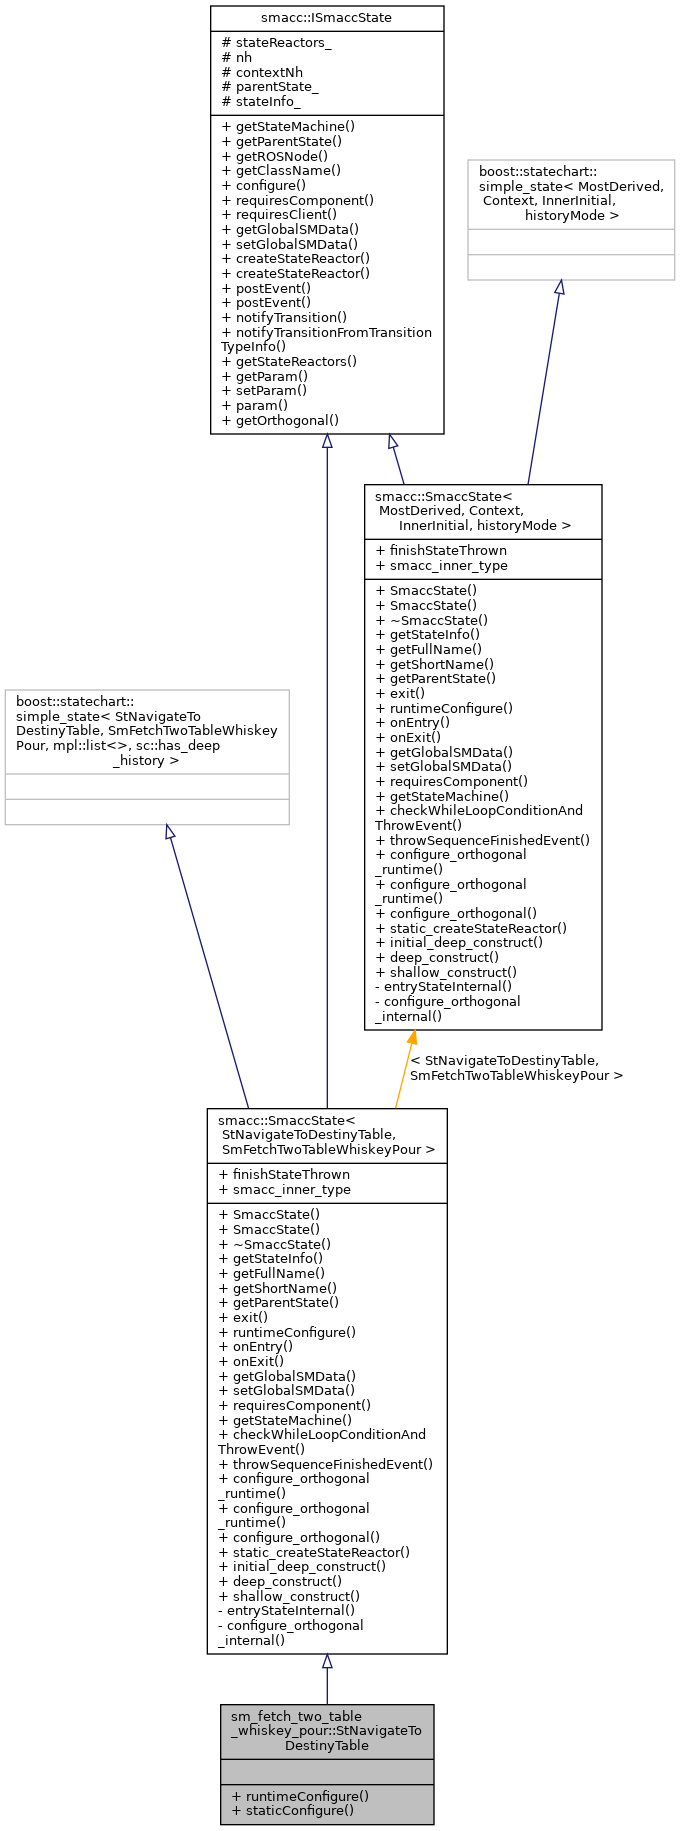 smacc::ISmaccState
# stateReactors_
# nh
# contextNh
# parentState_
# stateInfo_
+ getStateMachine()
+ getParentState()
+ getROSNode()
+ getClassName()
+ configure()
+ requiresComponent()
+ requiresClient()
+ getGlobalSMData()
+ setGlobalSMData()
+ createStateReactor()
+ createStateReactor()
+ postEvent()
+ postEvent()
+ notifyTransition()
+ notifyTransitionFromTransition
TypeInfo()
+ getStateReactors()
+ getParam()
+ setParam()
+ param()
+ getOrthogonal()
boost::statechart::
simple_state< MostDerived,
Context, InnerInitial,
historyMode >
smacc::SmaccState<
MostDerived, Context,
InnerInitial, historyMode >
+ finishStateThrown
+ smacc_inner_type
+ SmaccState()
+ SmaccState()
+ ~SmaccState()
+ getStateInfo()
+ getFullName()
+ getShortName()
+ getParentState()
+ exit()
+ runtimeConfigure()
+ onEntry()
+ onExit()
+ getGlobalSMData()
+ setGlobalSMData()
+ requiresComponent()
+ getStateMachine()
+ checkWhileLoopConditionAnd
ThrowEvent()
+ throwSequenceFinishedEvent()
+ configure_orthogonal
_runtime()
+ configure_orthogonal
_runtime()
+ configure_orthogonal()
+ static_createStateReactor()
+ initial_deep_construct()
+ deep_construct()
+ shallow_construct()
- entryStateInternal()
- configure_orthogonal
_internal()
boost::statechart::
simple_state< StNavigateTo
DestinyTable, SmFetchTwoTableWhiskey
Pour, mpl::list<>, sc::has_deep
_history >
< StNavigateToDestinyTable,
SmFetchTwoTableWhiskeyPour >
smacc::SmaccState<
StNavigateToDestinyTable,
SmFetchTwoTableWhiskeyPour >
+ finishStateThrown
+ smacc_inner_type
+ SmaccState()
+ SmaccState()
+ ~SmaccState()
+ getStateInfo()
+ getFullName()
+ getShortName()
+ getParentState()
+ exit()
+ runtimeConfigure()
+ onEntry()
+ onExit()
+ getGlobalSMData()
+ setGlobalSMData()
+ requiresComponent()
+ getStateMachine()
+ checkWhileLoopConditionAnd
ThrowEvent()
+ throwSequenceFinishedEvent()
+ configure_orthogonal
_runtime()
+ configure_orthogonal
_runtime()
+ configure_orthogonal()
+ static_createStateReactor()
+ initial_deep_construct()
+ deep_construct()
+ shallow_construct()
- entryStateInternal()
- configure_orthogonal
_internal()
sm_fetch_two_table
_whiskey_pour::StNavigateTo
DestinyTable
+ runtimeConfigure()
+ staticConfigure()